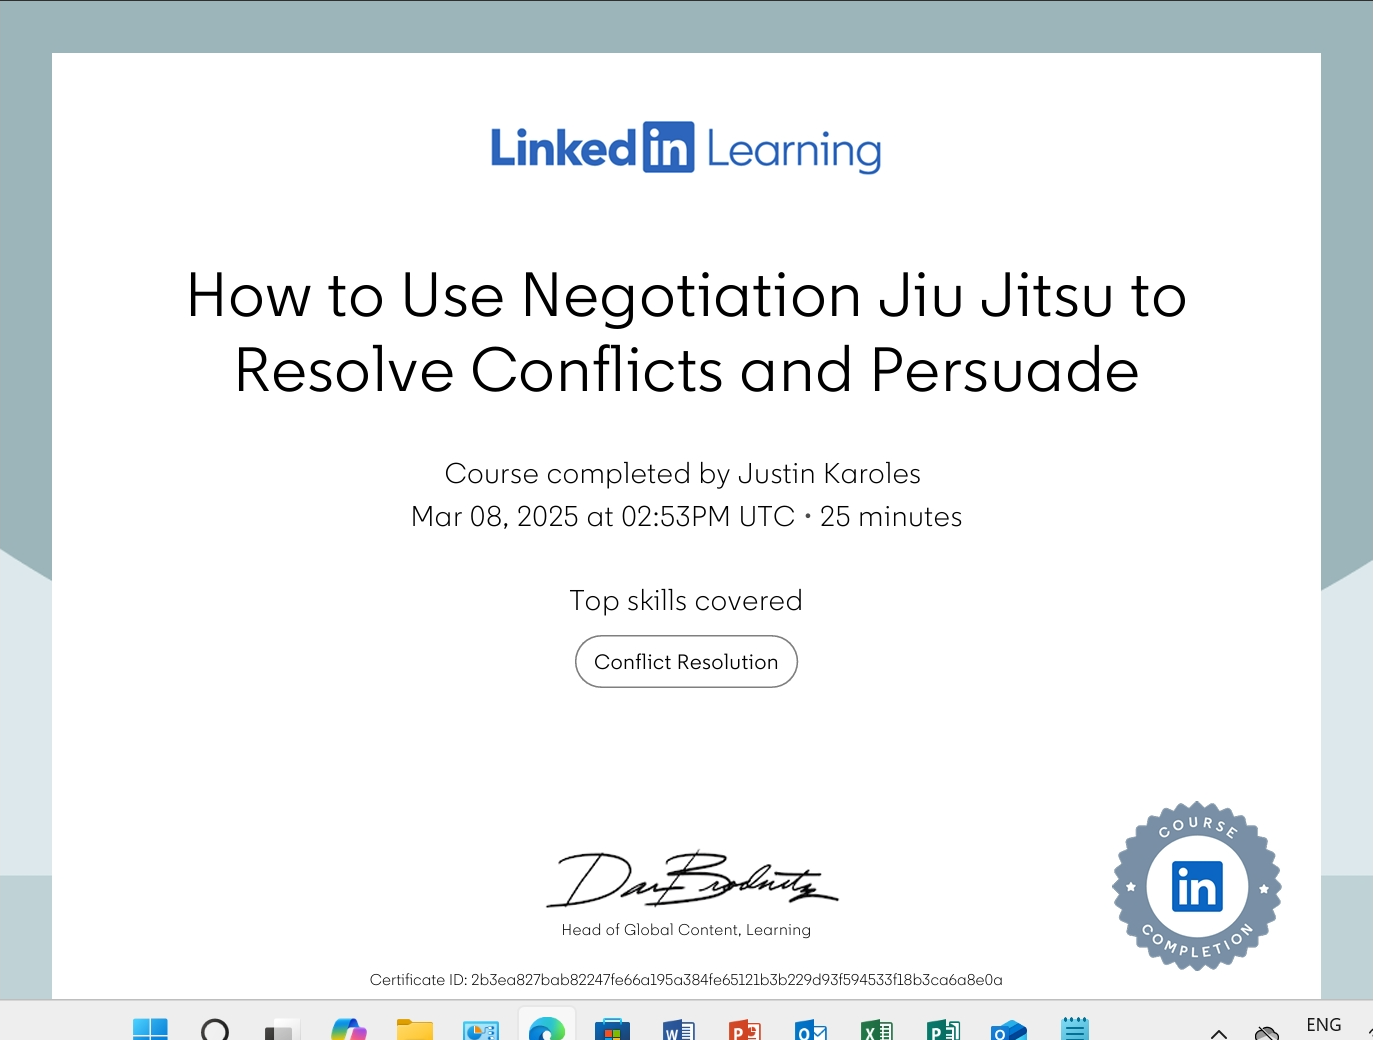 Linked in Learning
How to Use Negotiation Jiu Jitsu to
Resolve Conflicts and Persuade
Course completed by Justin Karoles
Mar 08, 2025 at 02:53PM UTC • 25 minutes
Top skills covered
Conflict Resolution
Dan Brodnitz
Head of Global Content, Learning
COURSE
in
COMPLETION
Certificate ID: 2b3ea827bab82247fe66a195a384fe65121b3b229d93f594533f18b3ca6a8e0a
ENG